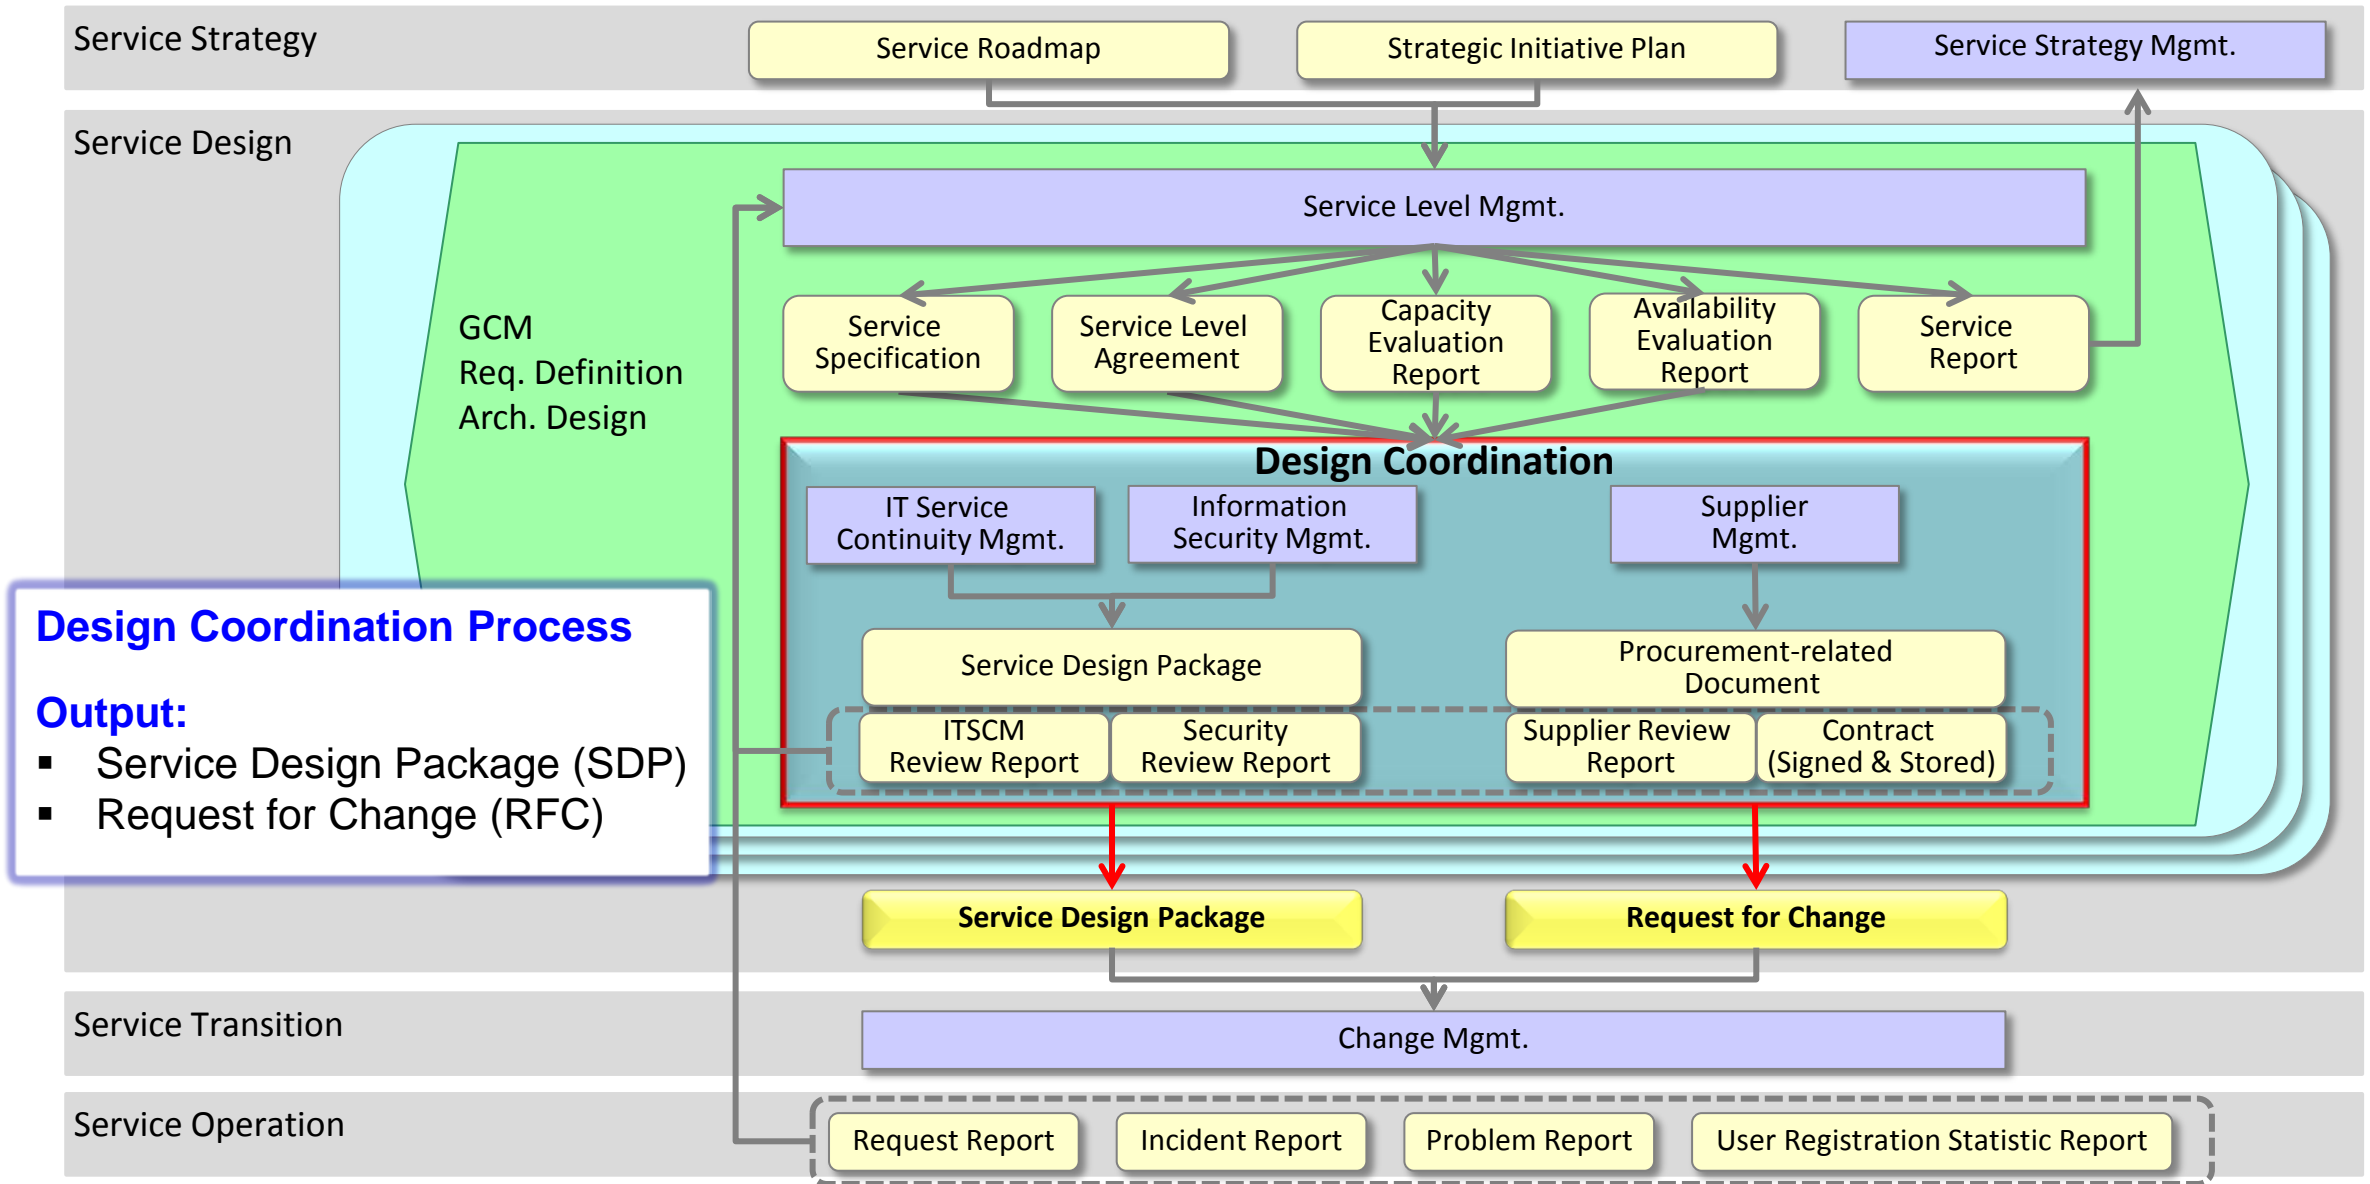 Service Strategy
Service Roadmap
Strategic Initiative Plan
Service Strategy Mgmt.
Service Design
Service Level Mgmt.
GCM
Req. Definition
Arch. Design
Service
Specification
Service Level
Agreement
Capacity
Evaluation
Report
Availability
Evaluation
Report
Service
Report
Design Coordination
IT Service
Continuity Mgmt.
Information
Security Mgmt.
Supplier
Mgmt.
Service Design Package
Procurement-related
Document
ITSCM
Review Report
Security
Review Report
Supplier Review
Report
Contract
(Signed & Stored)
Design Coordination Process
Output:
▪ Service Design Package (SDP)
▪ Request for Change (RFC)
Service Design Package
Request for Change
Service Transition
Change Mgmt.
Service Operation
Request Report
Incident Report
Problem Report
User Registration Statistic Report